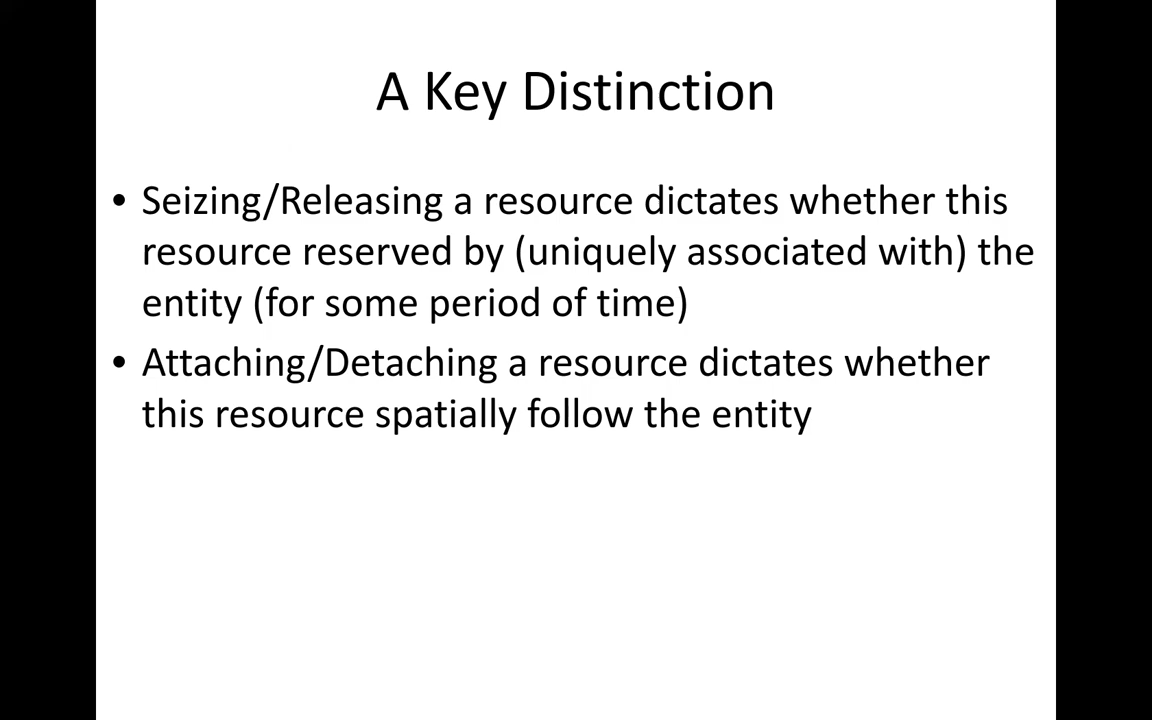 A Key Distinction
• Seizing/Releasing a resource dictates whether this
resource reserved by (uniquely associated with) the
entity (for some period of time)
• Attaching/Detaching a resource dictates whether
this resource spatially follow the entity